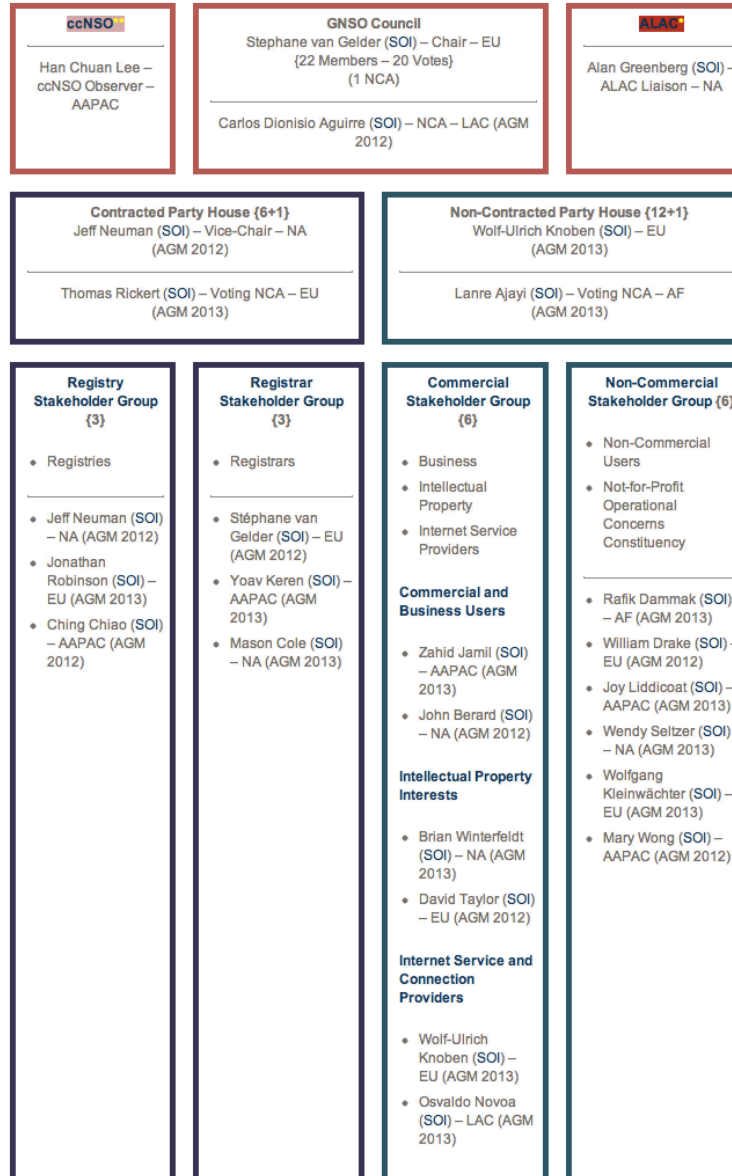 ccNSO**
Han Chuan Lee –
ccNSO Observer –
AAPAC
GNSO Council
Stephane van Gelder (SOI) – Chair – EU
{22 Members – 20 Votes}
(1 NCA)
Carlos Dionisio Aguirre (SOI) – NCA – LAC (AGM
2012)
ALAC*
Alan Greenberg (SOI) –
ALAC Liaison – NA
Contracted Party House {6+1}
Jeff Neuman (SOI) – Vice-Chair – NA
(AGM 2012)
Thomas Rickert (SOI) – Voting NCA – EU
(AGM 2013)
Non-Contracted Party House {12+1}
Wolf-Ulrich Knoben (SOI) – EU
(AGM 2013)
Lanre Ajayi (SOI) – Voting NCA – AF
(AGM 2013)
Registry
Stakeholder Group
{3}
• Registries
• Jeff Neuman (SOI)
– NA (AGM 2012)
• Jonathan
Robinson (SOI) –
EU (AGM 2013)
• Ching Chiao (SOI)
– AAPAC (AGM
2012)
Registrar
Stakeholder Group
{3}
• Registrars
• Stéphane van
Gelder (SOI) – EU
(AGM 2012)
• Yoav Keren (SOI) –
AAPAC (AGM
2013)
• Mason Cole (SOI)
– NA (AGM 2013)
Commercial
Stakeholder Group
{6}
• Business
• Intellectual
Property
• Internet Service
Providers
Commercial and
Business Users
• Zahid Jamil (SOI)
– AAPAC (AGM
2013)
• John Berard (SOI)
– NA (AGM 2012)
Intellectual Property
Interests
• Brian Winterfeldt
(SOI) – NA (AGM
2013)
• David Taylor (SOI)
– EU (AGM 2012)
Internet Service and
Connection
Providers
• Wolf-Ulrich
Knoben (SOI) –
EU (AGM 2013)
• Osvaldo Novoa
(SOI) – LAC (AGM
2013)
Non-Commercial
Stakeholder Group {6}
• Non-Commercial
Users
• Not-for-Profit
Operational
Concerns
Constituency
• Rafik Dammak (SOI)
– AF (AGM 2013)
• William Drake (SOI) –
EU (AGM 2012)
• Joy Liddicoat (SOI) –
AAPAC (AGM 2013)
• Wendy Seltzer (SOI)
– NA (AGM 2013)
• Wolfgang
Kleinwächter (SOI) –
EU (AGM 2013)
• Mary Wong (SOI) –
AAPAC (AGM 2012)